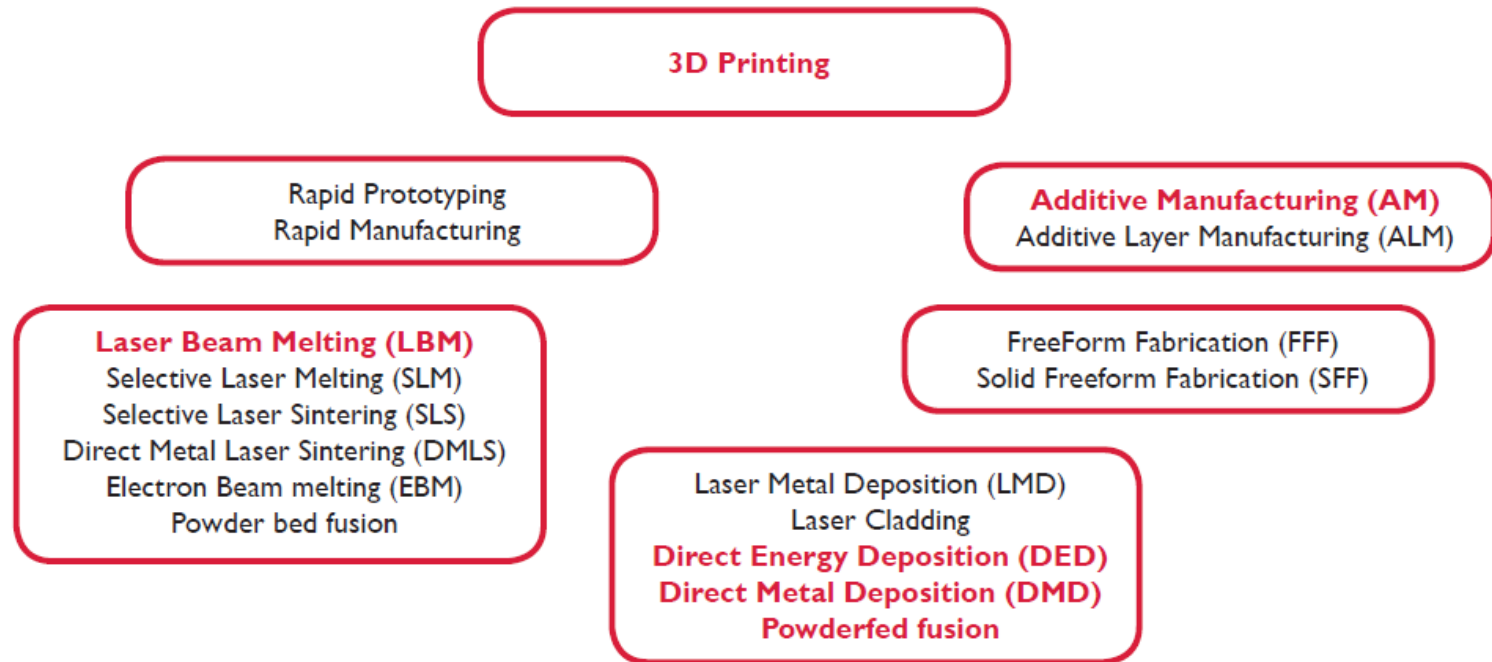 3D Printing
Rapid Prototyping
Rapid Manufacturing
Additive Manufacturing (AM)
Additive Layer Manufacturing (ALM)
Laser Beam Melting (LBM)
Selective Laser Melting (SLM)
Selective Laser Sintering (SLS)
Direct Metal Laser Sintering (DMLS)
Electron Beam melting (EBM)
Powder bed fusion
FreeForm Fabrication (FFF)
Solid Freeform Fabrication (SFF)
Laser Metal Deposition (LMD)
Laser Cladding
Direct Energy Deposition (DED)
Direct Metal Deposition (DMD)
Powderfed fusion